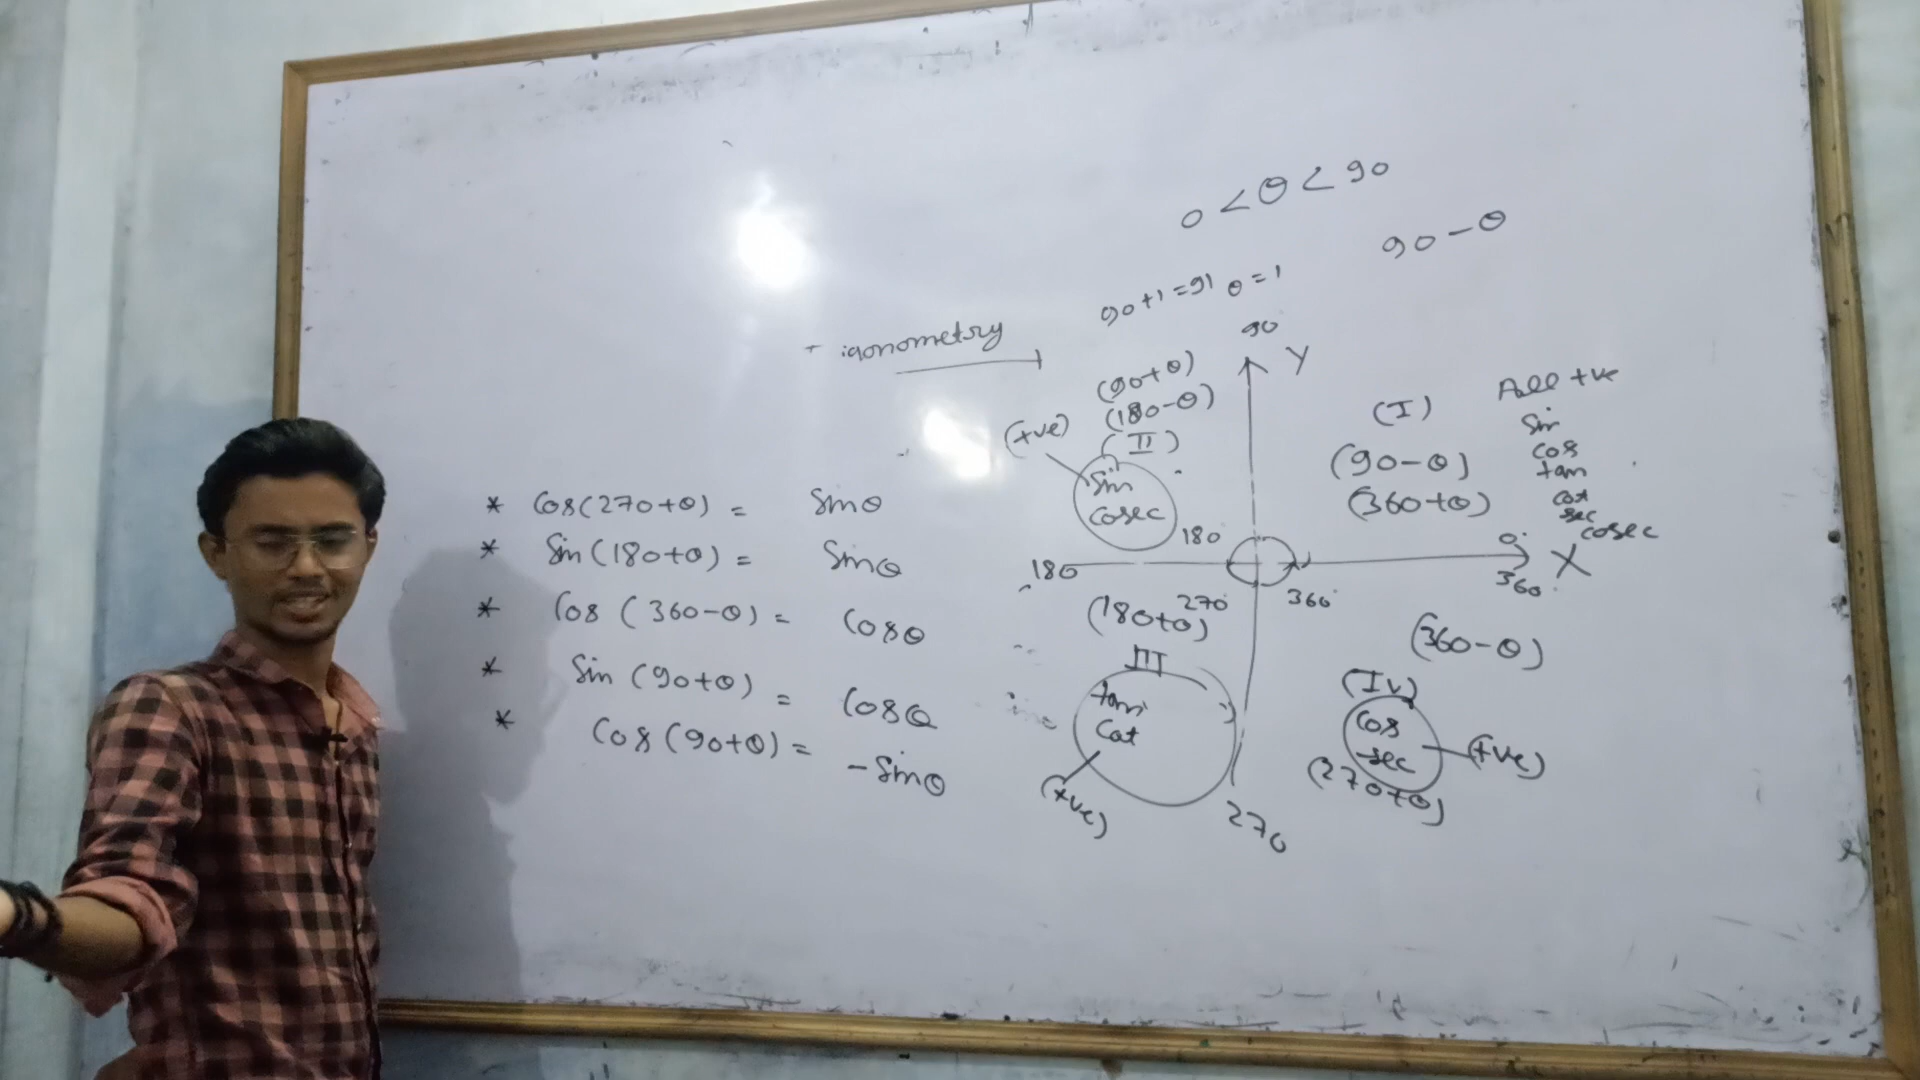 0 < θ < 90
90 - θ
90+1=91 θ=1
Trigonometry
* Cos(270+θ) = Sinθ
* Sin(180+θ) = Sinθ
* Cos (360-θ) = Cosθ
* Sin (90+θ) = Cosθ
* Cos(90+θ) = -Sinθ
90
Y
(90+θ)
(180-θ)
(II)
(+ve)
Sin
Cosec
180
180
(I)
(90-θ)
(360+θ)
All +ve
Sin
Cos
tan
Cot
sec
Cosec
0°
X
360°
270°
360°
(180+θ)
III
tan
Cot
(+ve)
270
(360-θ)
(IV)
Cos
sec
(+ve)
(270+θ)